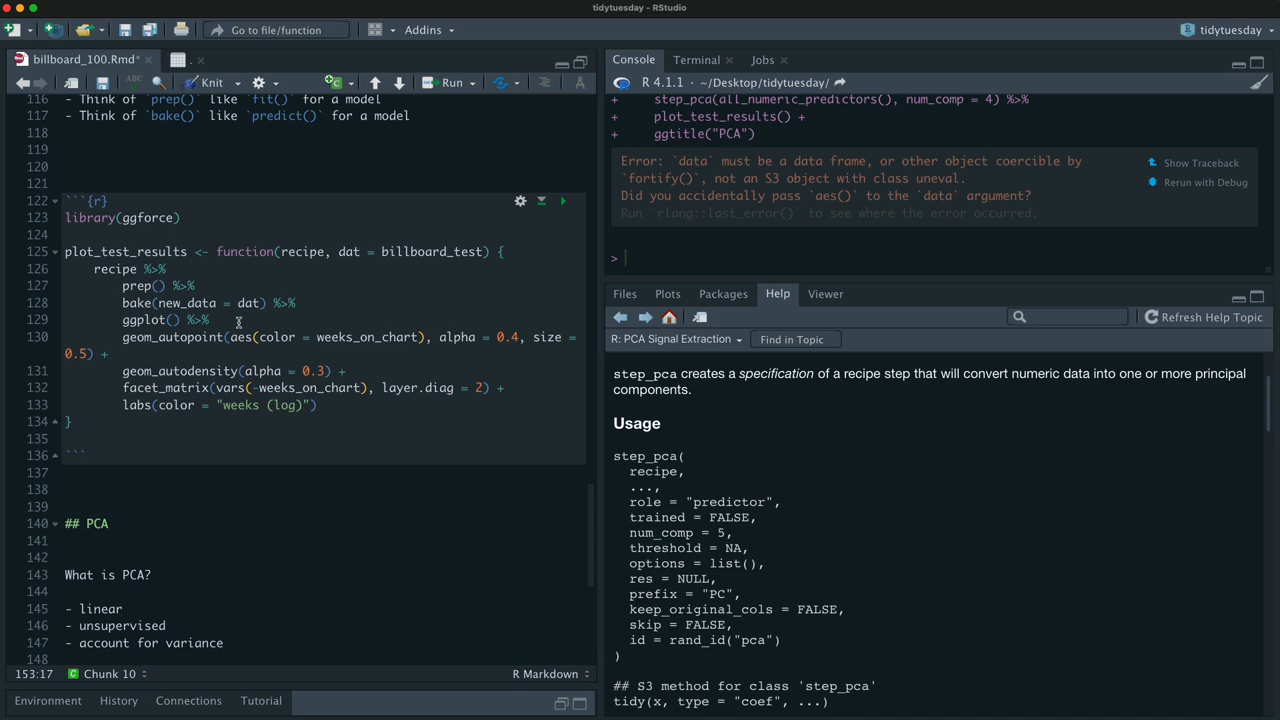 tidytuesday - RStudio
Go to file/function
Addins
tidytuesday
billboard_100.Rmd*
Knit
Run
116 - Think of `prep()` like `fit()` for a model
117 - Think of `bake()` like `predict()` for a model
118
119
120
121
122 ```{r}
123 library(ggforce)
124
125 plot_test_results <- function(recipe, dat = billboard_test) {
126 recipe %>%
127 prep() %>%
128 bake(new_data = dat) %>%
129 ggplot() %>%
130 geom_autopoint(aes(color = weeks_on_chart), alpha = 0.4, size =
0.5) +
131 geom_autodensity(alpha = 0.3) +
132 facet_matrix(vars(-weeks_on_chart), layer.diag = 2) +
133 labs(color = "weeks (log)")
134 }
135
136 ```
137
138
139
140 ## PCA
141
142
143 What is PCA?
144
145 - linear
146 - unsupervised
147 - account for variance
148
153:17 Chunk 10 R Markdown
Environment History Connections Tutorial
Console Terminal Jobs
R 4.1.1 · ~/Desktop/tidytuesday/
+ step_pca(all_numeric_predictors(), num_comp = 4) %>%
+ plot_test_results() +
+ ggtitle("PCA")
Error: `data` must be a data frame, or other object coercible by
`fortify()`, not an S3 object with class uneval.
Did you accidentally pass `aes()` to the `data` argument?
Run `rlang::last_error()` to see where the error occurred.
Show Traceback
Rerun with Debug
>
Files Plots Packages Help Viewer
Refresh Help Topic
R: PCA Signal Extraction Find in Topic
step_pca creates a specification of a recipe step that will convert numeric data into one or more principal
components.
Usage
step_pca(
recipe,
...,
role = "predictor",
trained = FALSE,
num_comp = 5,
threshold = NA,
options = list(),
res = NULL,
prefix = "PC",
keep_original_cols = FALSE,
skip = FALSE,
id = rand_id("pca")
)
## S3 method for class 'step_pca'
tidy(x, type = "coef", ...)